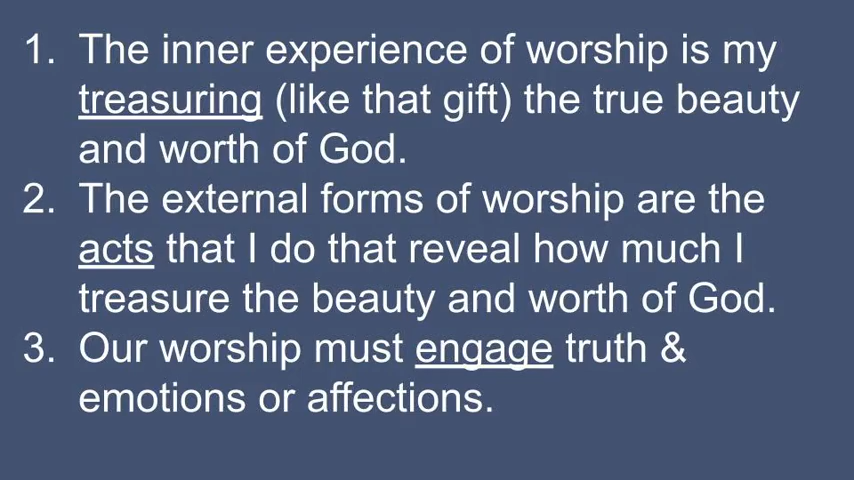 1. The inner experience of worship is my
treasuring (like that gift) the true beauty
and worth of God.
2. The external forms of worship are the
acts that I do that reveal how much I
treasure the beauty and worth of God.
3. Our worship must engage truth &
emotions or affections.